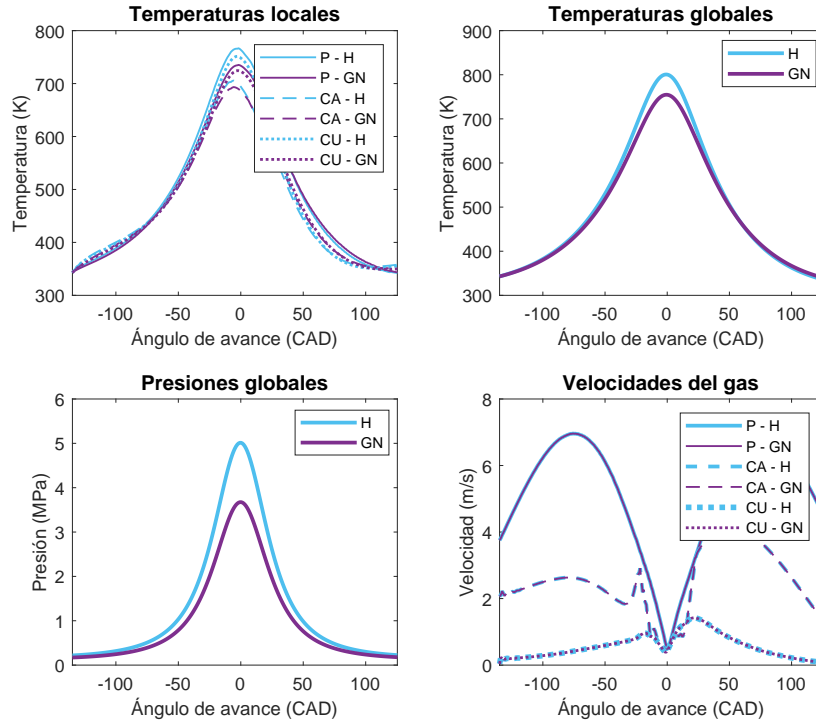 Temperaturas locales
800
700
600
500
400
300
Temperatura (K)
-100
-50
0
50
100
Ángulo de avance (CAD)
P - H
P - GN
CA - H
CA - GN
CU - H
CU - GN
Temperaturas globales
900
800
700
600
500
400
300
Temperatura (K)
-100
-50
0
50
100
Ángulo de avance (CAD)
H
GN
Presiones globales
6
5
4
3
2
1
0
Presión (MPa)
-100
-50
0
50
100
Ángulo de avance (CAD)
H
GN
Velocidades del gas
8
6
4
2
0
Velocidad (m/s)
-100
-50
0
50
100
Ángulo de avance (CAD)
P - H
P - GN
CA - H
CA - GN
CU - H
CU - GN